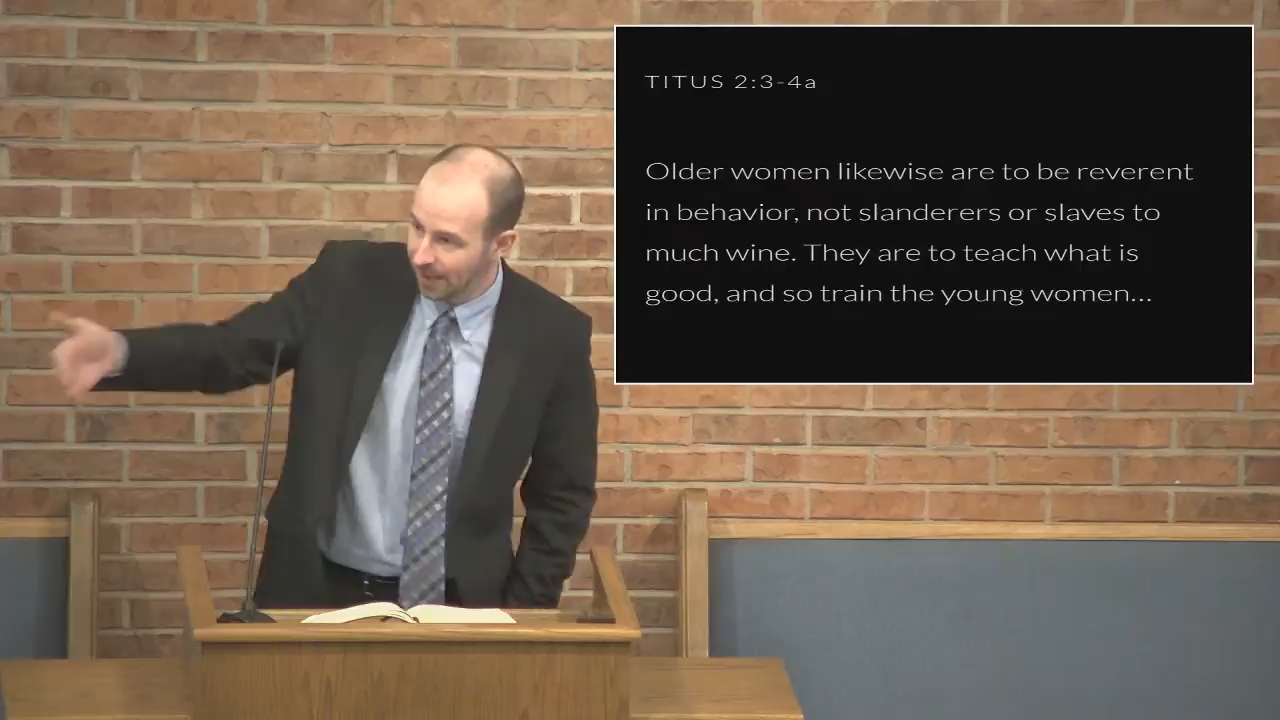 TITUS 2:3-4a
Older women likewise are to be reverent
in behavior, not slanderers or slaves to
much wine. They are to teach what is
good, and so train the young women...